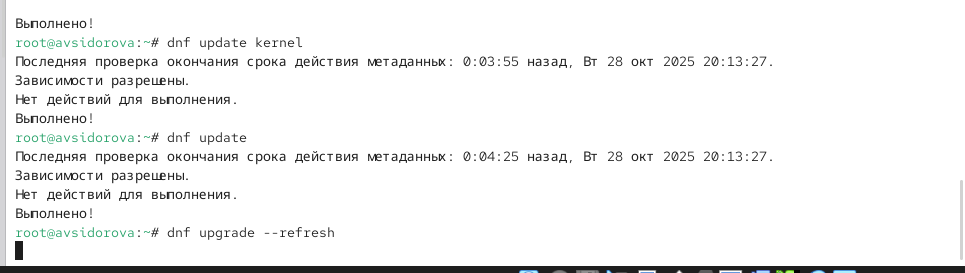 Выполнено!
root@avsidorova:~# dnf update kernel
Последняя проверка окончания срока действия метаданных: 0:03:55 назад, Вт 28 окт 2025 20:13:27.
Зависимости разрешены.
Нет действий для выполнения.
Выполнено!
root@avsidorova:~# dnf update
Последняя проверка окончания срока действия метаданных: 0:04:25 назад, Вт 28 окт 2025 20:13:27.
Зависимости разрешены.
Нет действий для выполнения.
Выполнено!
root@avsidorova:~# dnf upgrade --refresh